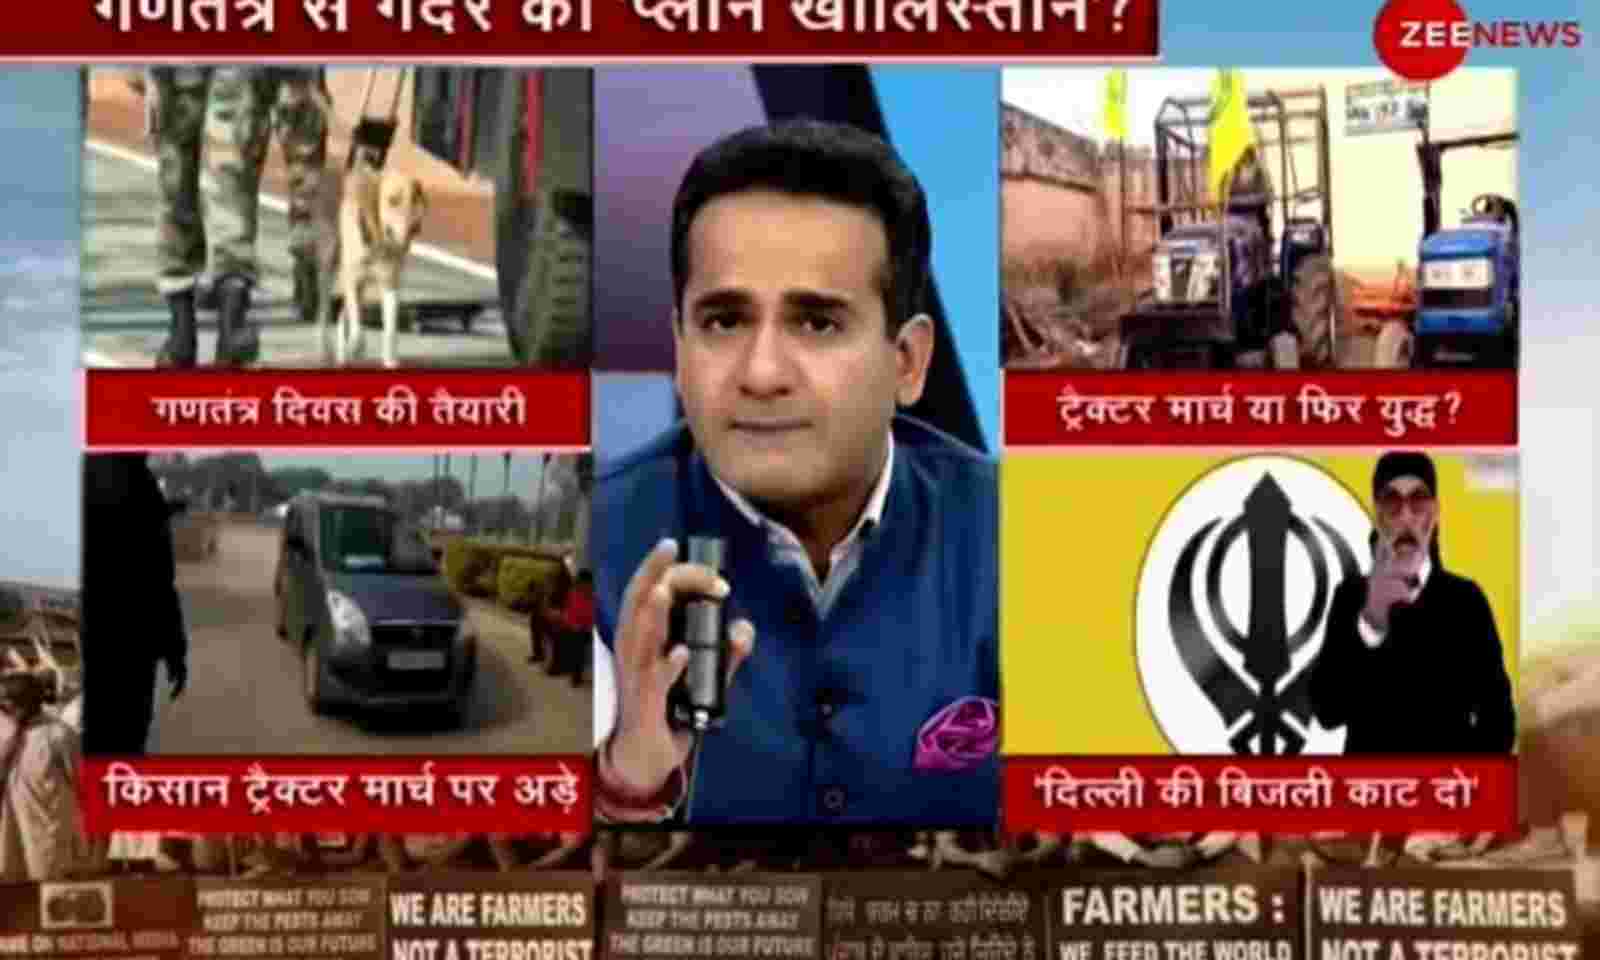 गणतंत्र से गदर का 'प्लान खालिस्तान'?
ZEENEWS
गणतंत्र दिवस की तैयारी
ट्रैक्टर मार्च या फिर युद्ध?
किसान ट्रैक्टर मार्च पर अड़े
'दिल्ली की बिजली काट दो'
PROTECT WHAT YOU SOW
KEEP THE PESTS AWAY
THE GREEN IS OUR FUTURE
WE ARE FARMERS
NOT A TERRORIST
PROTECT WHAT YOU SOW
KEEP THE PESTS AWAY
THE GREEN IS OUR FUTURE
FARMERS :
WE FEED THE WORLD
WE ARE FARMERS
NOT A TERRORIST